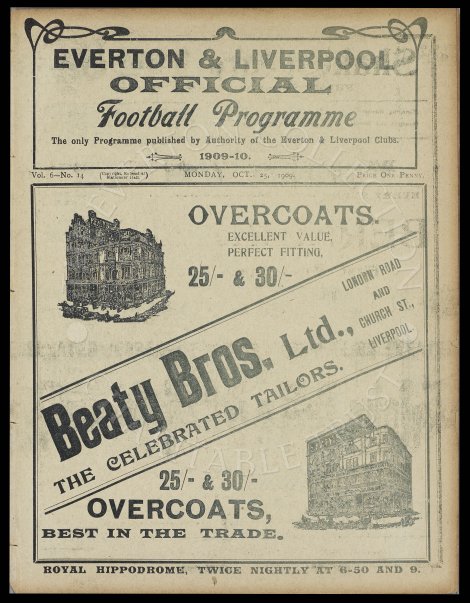 EVERTON & LIVERPOOL
OFFICIAL
Football Programme
The only Programme published by Authority of the Everton & Liverpool Clubs.
1909-10.
Vol. 6—No. 14 MONDAY, OCT. 25, 1909. PRICE ONE PENNY.
OVERCOATS.
EXCELLENT VALUE,
PERFECT FITTING,
25/- & 30/-
LONDON ROAD
AND
CHURCH ST.,
LIVERPOOL
Beaty Bros. Ltd.,
THE CELEBRATED TAILORS.
25/- & 30/-
OVERCOATS,
BEST IN THE TRADE.
ROYAL HIPPODROME, TWICE NIGHTLY AT 6-50 AND 9.